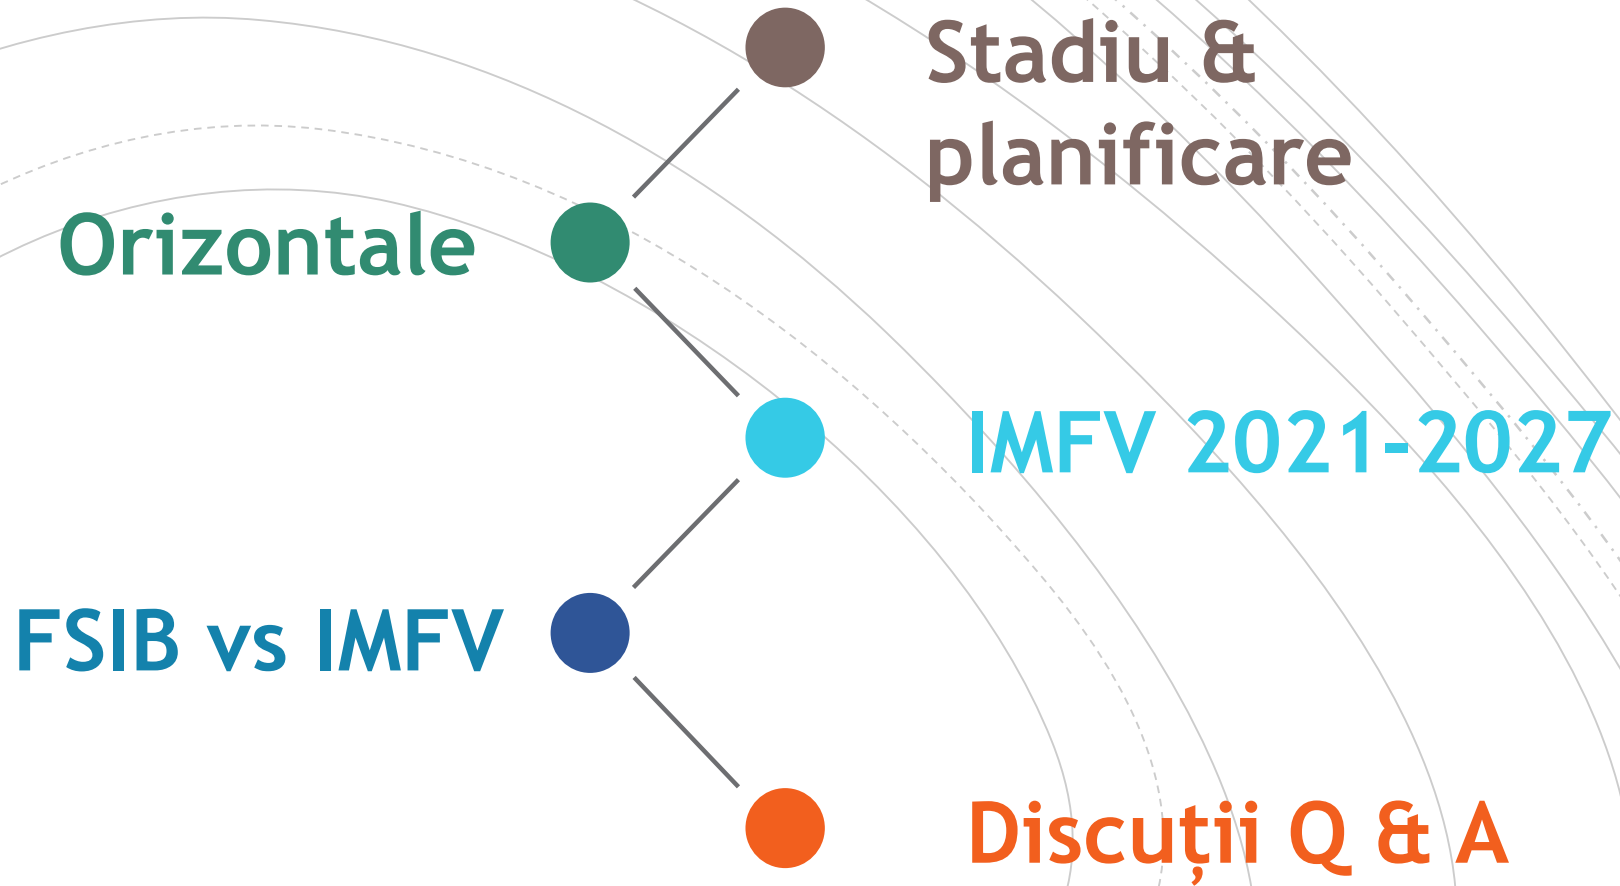 Stadiu &
planificare
Orizontale
IMFV 2021-2027
FSIB vs IMFV
Discuții Q & A